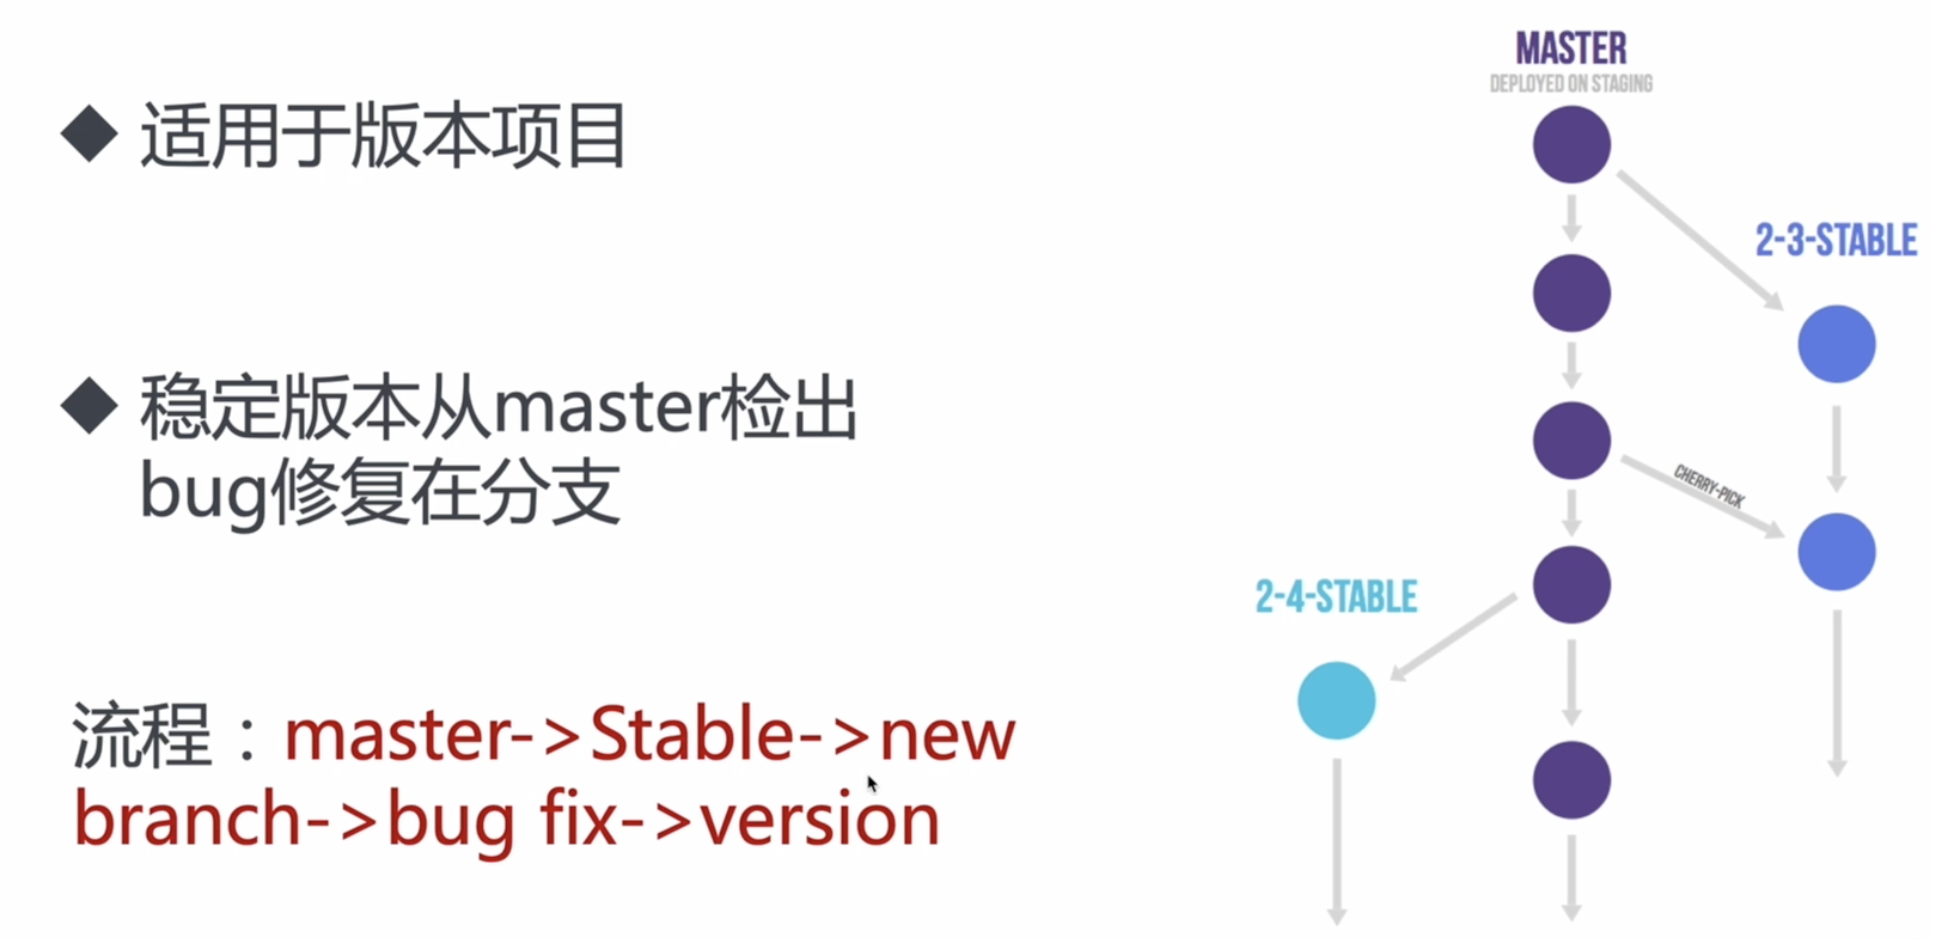 适用于版本项目
稳定版本从master检出
bug修复在分支
流程：master->Stable->new
branch->bug fix->version
MASTER
DEPLOYED ON STAGING
2-3-STABLE
CHERRY-PICK
2-4-STABLE